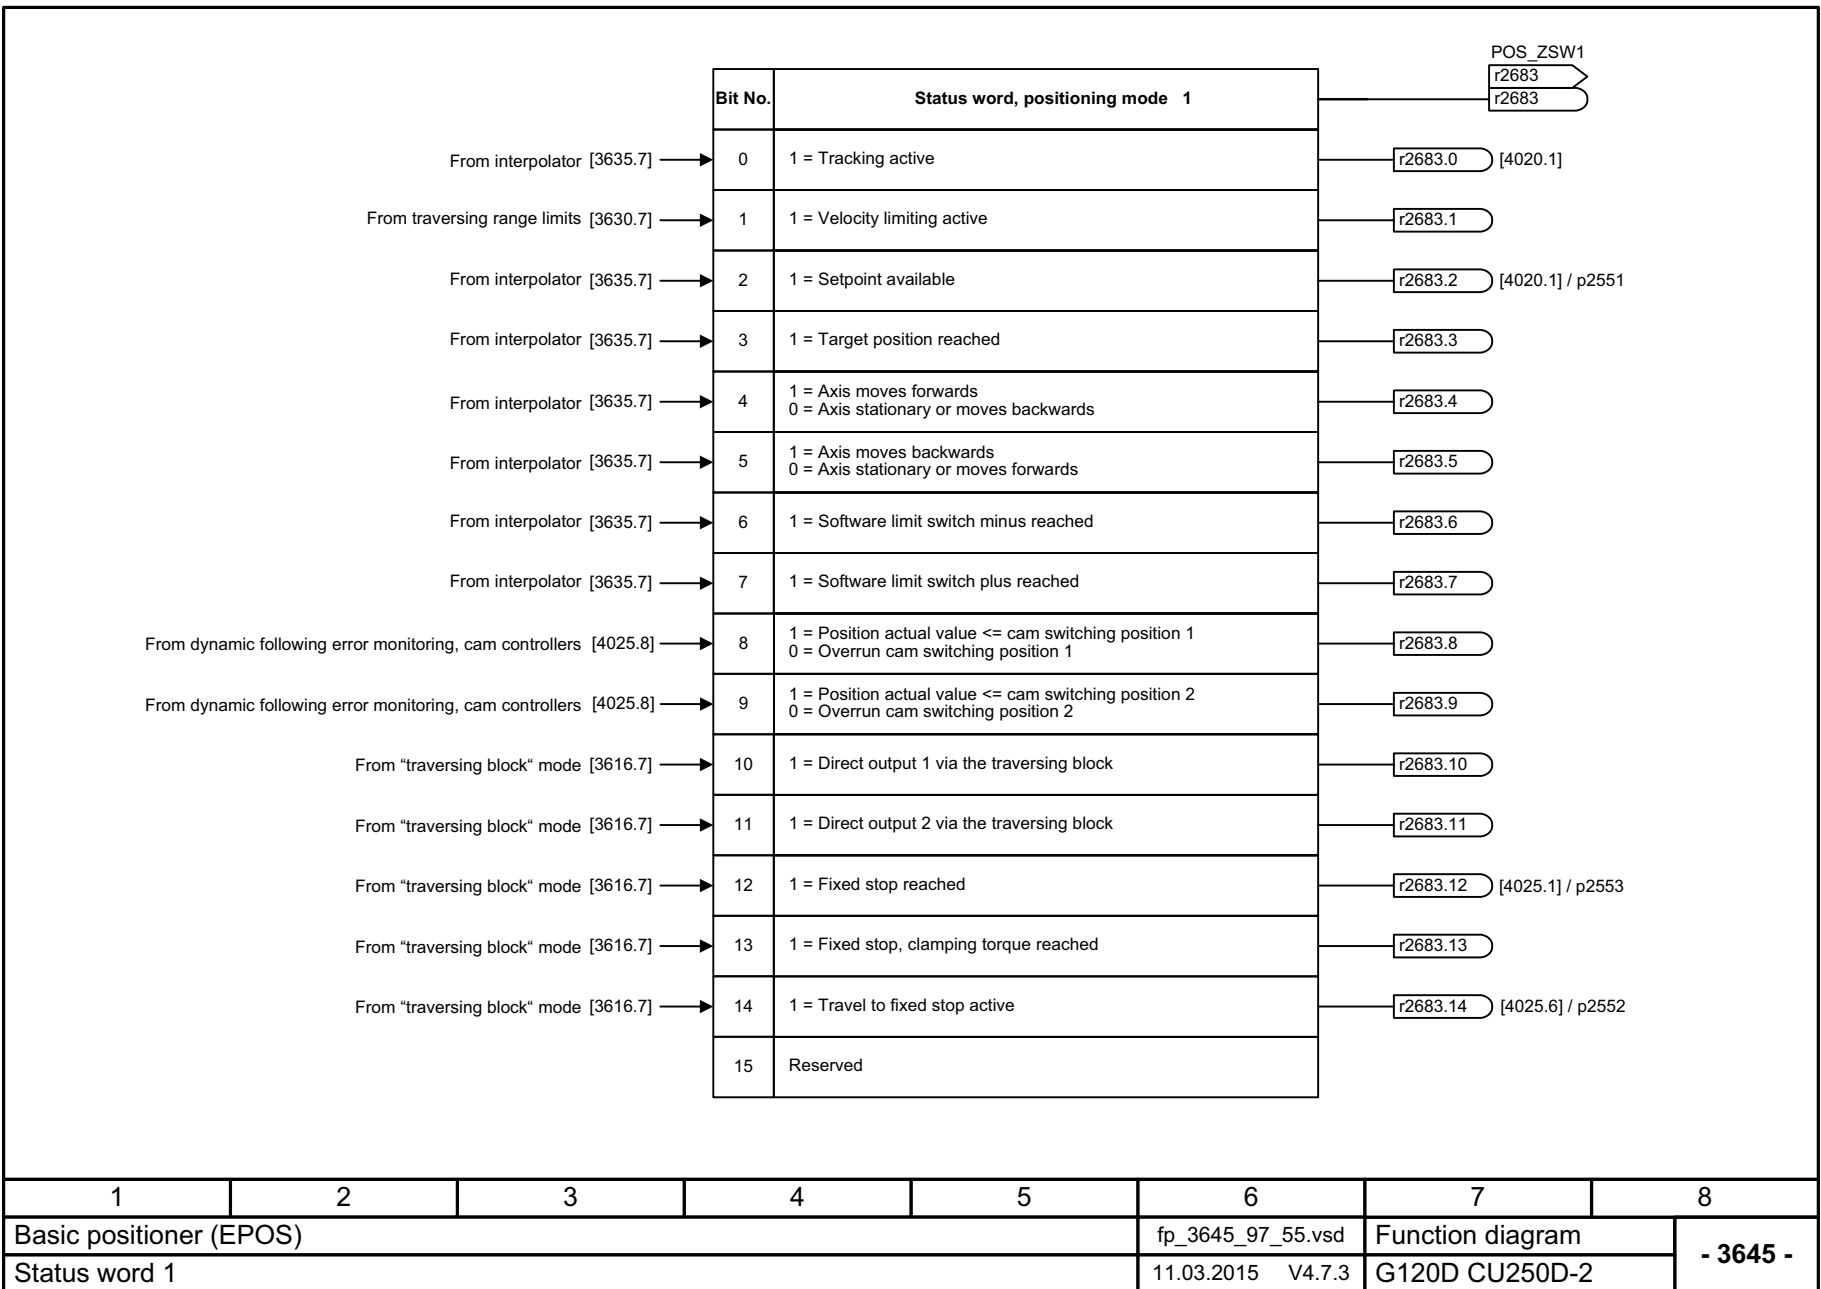 POS_ZSW1
r2683
Bit No. Status word, positioning mode 1 r2683
From interpolator [3635.7] 0 1 = Tracking active r2683.0 [4020.1]
From traversing range limits [3630.7] 1 1 = Velocity limiting active r2683.1
From interpolator [3635.7] 2 1 = Setpoint available r2683.2 [4020.1] / p2551
From interpolator [3635.7] 3 1 = Target position reached r2683.3
1 = Axis moves forwards
From interpolator [3635.7] 4 0 = Axis stationary or moves backwards r2683.4
1 = Axis moves backwards
From interpolator [3635.7] 5 0 = Axis stationary or moves forwards r2683.5
From interpolator [3635.7] 6 1 = Software limit switch minus reached r2683.6
From interpolator [3635.7] 7 1 = Software limit switch plus reached r2683.7
1 = Position actual value <= cam switching position 1
From dynamic following error monitoring, cam controllers [4025.8] 8 0 = Overrun cam switching position 1 r2683.8
1 = Position actual value <= cam switching position 2
From dynamic following error monitoring, cam controllers [4025.8] 9 0 = Overrun cam switching position 2 r2683.9
From “traversing block“ mode [3616.7] 10 1 = Direct output 1 via the traversing block r2683.10
From “traversing block“ mode [3616.7] 11 1 = Direct output 2 via the traversing block r2683.11
From “traversing block“ mode [3616.7] 12 1 = Fixed stop reached r2683.12 [4025.1] / p2553
From “traversing block“ mode [3616.7] 13 1 = Fixed stop, clamping torque reached r2683.13
From “traversing block“ mode [3616.7] 14 1 = Travel to fixed stop active r2683.14 [4025.6] / p2552
15 Reserved
1 2 3 4 5 6 7 8
Basic positioner (EPOS) fp_3645_97_55.vsd Function diagram - 3645 -
Status word 1 11.03.2015 V4.7.3 G120D CU250D-2